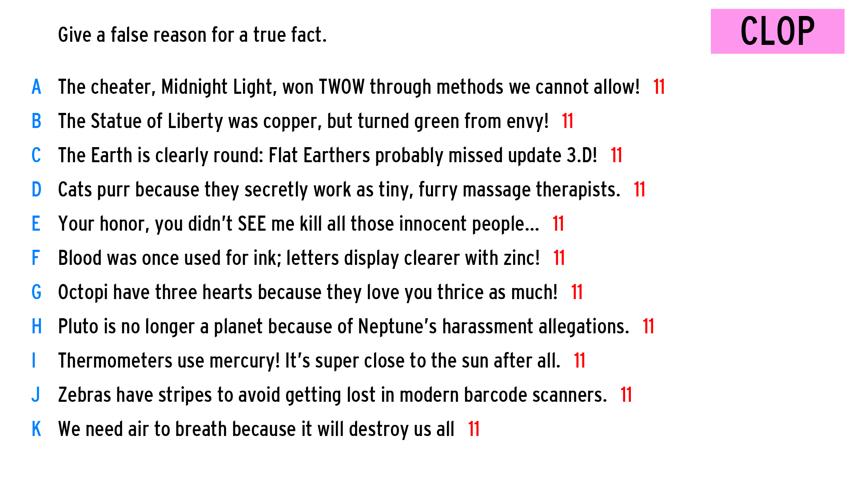 Give a false reason for a true fact.
CLOP
A The cheater, Midnight Light, won TWOW through methods we cannot allow! 11
B The Statue of Liberty was copper, but turned green from envy! 11
C The Earth is clearly round: Flat Earthers probably missed update 3.D! 11
D Cats purr because they secretly work as tiny, furry massage therapists. 11
E Your honor, you didn't SEE me kill all those innocent people... 11
F Blood was once used for ink; letters display clearer with zinc! 11
G Octopi have three hearts because they love you thrice as much! 11
H Pluto is no longer a planet because of Neptune's harassment allegations. 11
I Thermometers use mercury! It's super close to the sun after all. 11
J Zebras have stripes to avoid getting lost in modern barcode scanners. 11
K We need air to breath because it will destroy us all 11